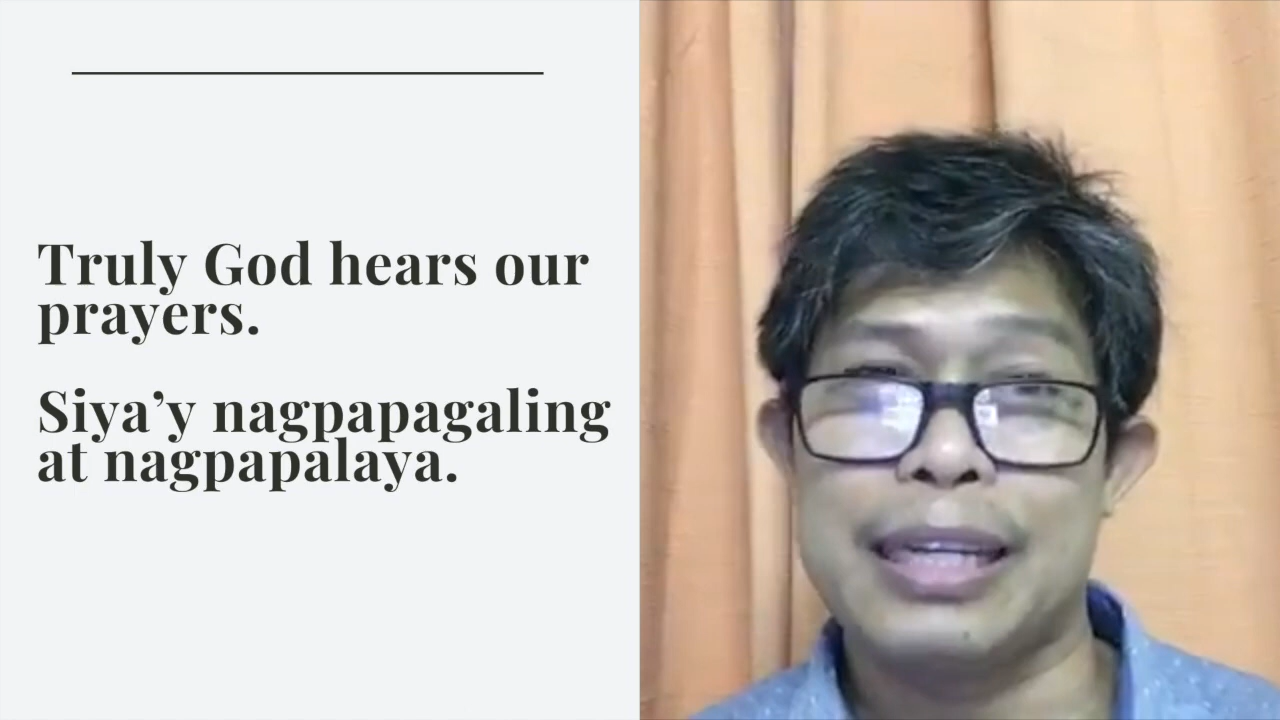 Truly God hears our
prayers.
Siya’y nagpapagaling
at nagpapalaya.